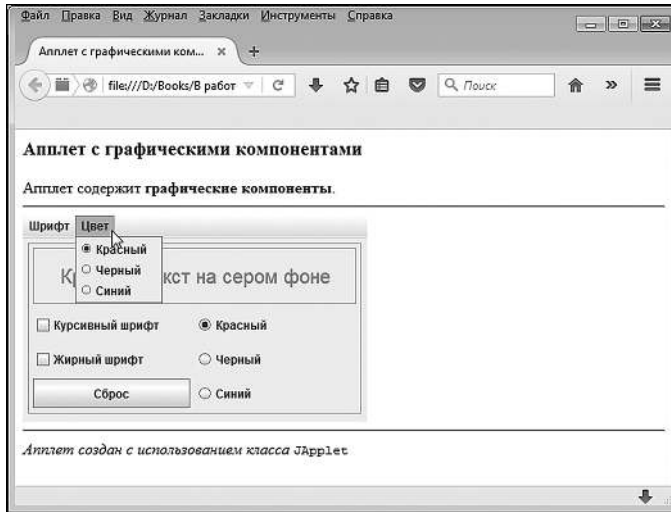 Файл Правка Вид Журнал Закладки Инструменты Справка
Апплет с графическими ком... × +
file:///D:/Books/В работ Поиск
Апплет с графическими компонентами
Апплет содержит графические компоненты.
Шрифт Цвет
Красный
Черный
Синий
кст на сером фоне
Курсивный шрифт Красный
Жирный шрифт Черный
Сброс Синий
Апплет создан с использованием класса JApplet